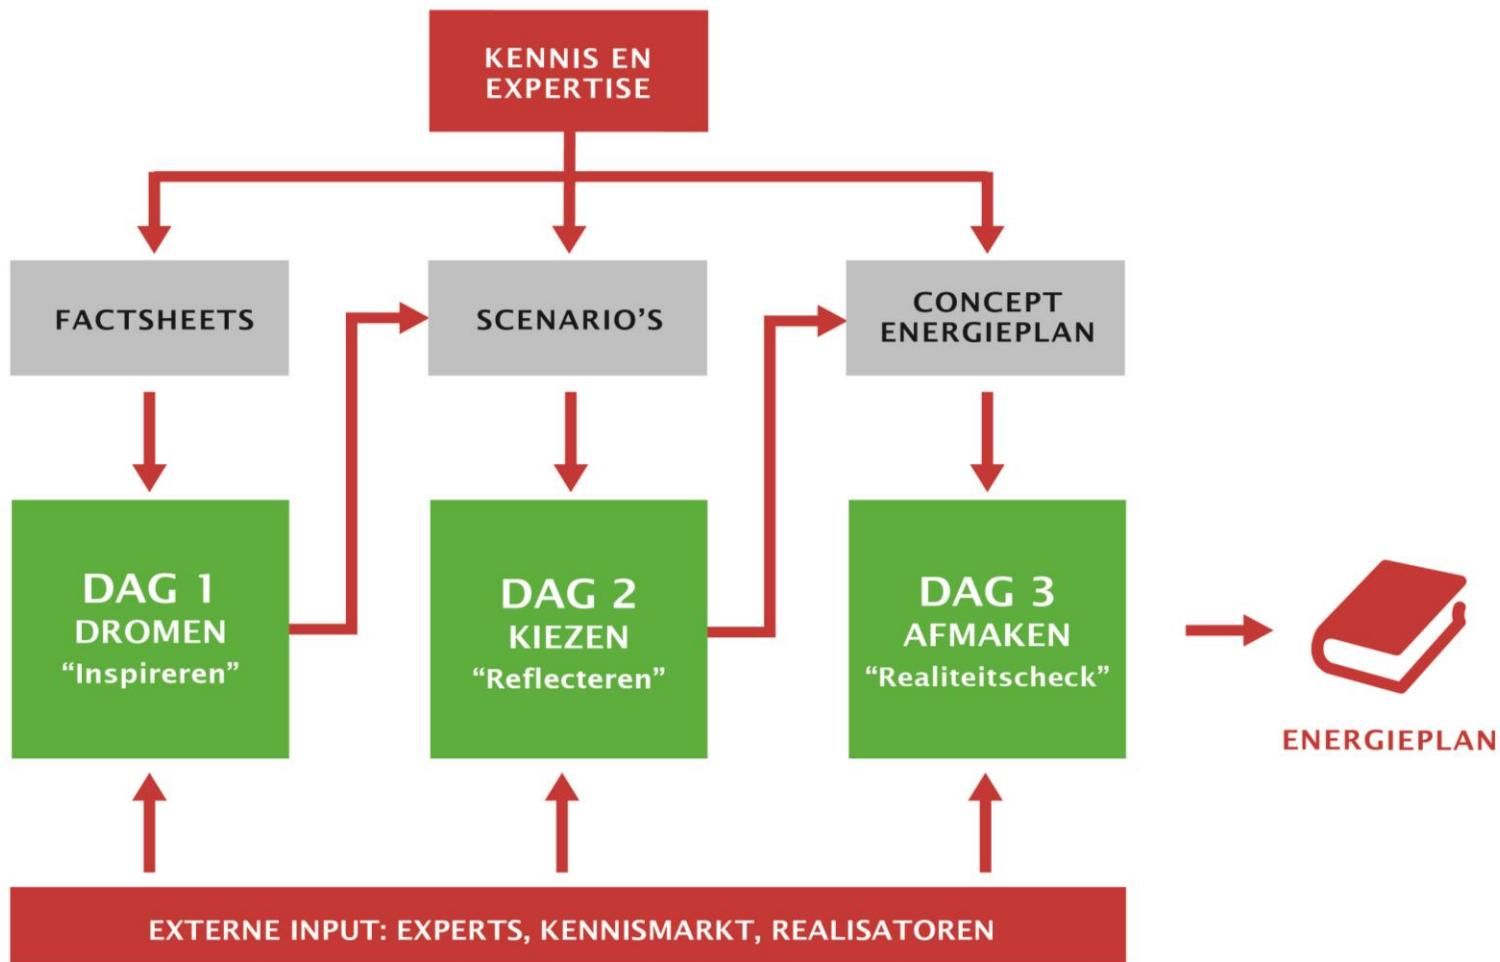 KENNIS EN
EXPERTISE
FACTSHEETS
SCENARIO'S
CONCEPT
ENERGIEPLAN
DAG 1
DROMEN
“Inspireren”
DAG 2
KIEZEN
“Reflecteren”
DAG 3
AFMAKEN
“Realiteitscheck”
ENERGIEPLAN
EXTERNE INPUT: EXPERTS, KENNISMARKT, REALISATOREN